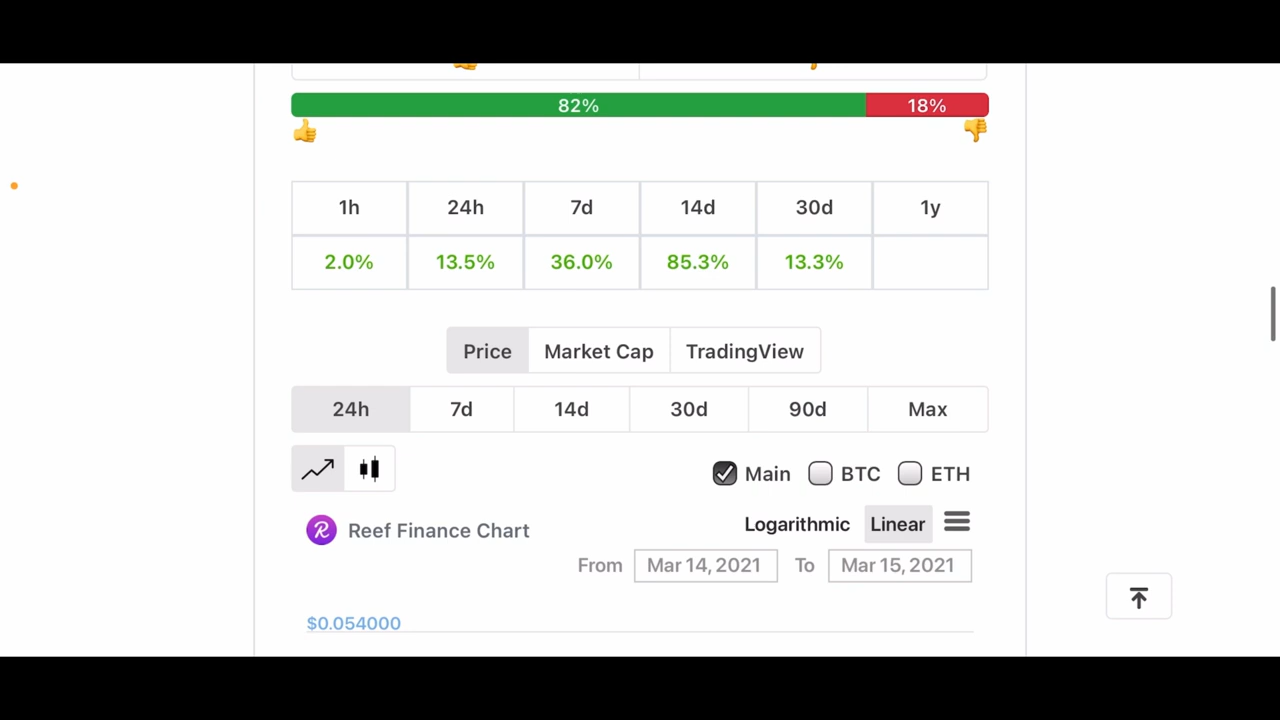 82% 18%
1h 24h 7d 14d 30d 1y
2.0% 13.5% 36.0% 85.3% 13.3%
Price Market Cap TradingView
24h 7d 14d 30d 90d Max
Main BTC ETH
Reef Finance Chart
Logarithmic Linear
From Mar 14, 2021 To Mar 15, 2021
$0.054000